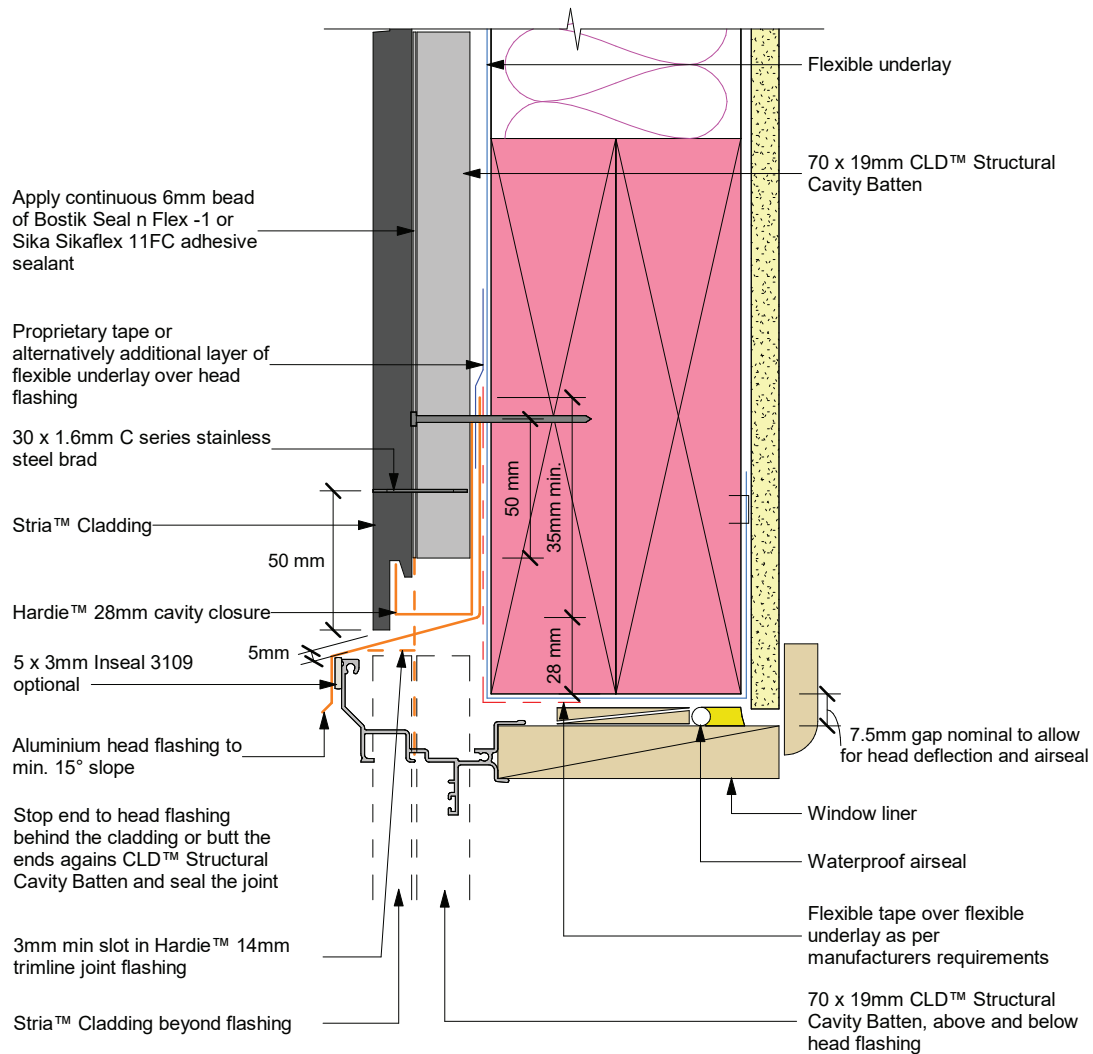 Flexible underlay
70 x 19mm CLD™ Structural
Cavity Batten
Apply continuous 6mm bead
of Bostik Seal n Flex -1 or
Sika Sikaflex 11FC adhesive
sealant
Proprietary tape or
alternatively additional layer of
flexible underlay over head
flashing
30 x 1.6mm C series stainless
steel brad
Stria™ Cladding
50 mm
50 mm
35mm min.
28 mm
Hardie™ 28mm cavity closure
5mm
5 x 3mm Inseal 3109
optional
Aluminium head flashing to
min. 15° slope
Stop end to head flashing
behind the cladding or butt the
ends agains CLD™ Structural
Cavity Batten and seal the joint
3mm min slot in Hardie™ 14mm
trimline joint flashing
Stria™ Cladding beyond flashing
7.5mm gap nominal to allow
for head deflection and airseal
Window liner
Waterproof airseal
Flexible tape over flexible
underlay as per
manufacturers requirements
70 x 19mm CLD™ Structural
Cavity Batten, above and below
head flashing